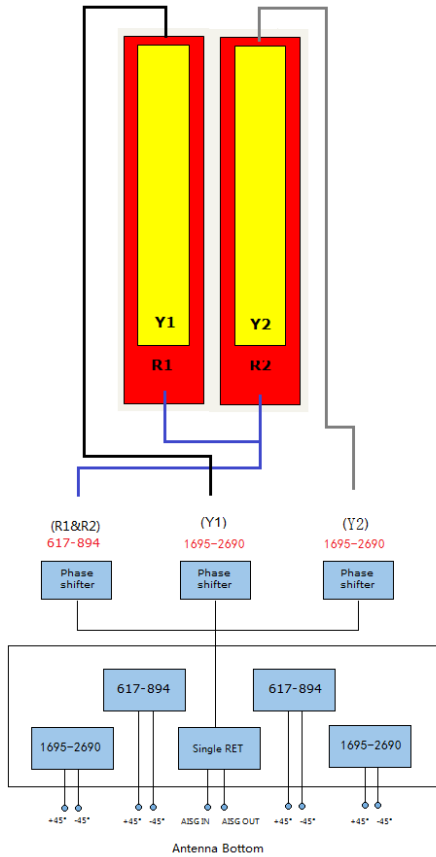 Y1
Y2
R1
R2
(R1&R2)
(Y1)
(Y2)
617-894
1695-2690
1695-2690
Phase
shifter
Phase
shifter
Phase
shifter
617-894
617-894
1695-2690
Single RET
1695-2690
+45° -45°
+45° -45°
AISG IN
AISG OUT
+45° -45°
+45° -45°
Antenna Bottom